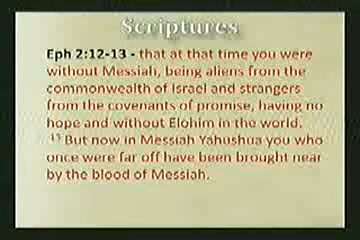 Scriptures
Eph 2:12-13 - that at that time you were
without Messiah, being aliens from the
commonwealth of Israel and strangers
from the covenants of promise, having no
hope and without Elohim in the world.
13 But now in Messiah Yahushua you who
once were far off have been brought near
by the blood of Messiah.